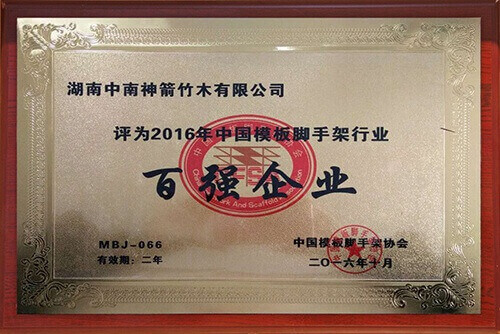 湖南中南神箭竹木有限公司
评为2016年中国模板脚手架行业
百强企业
MBJ-066
有效期：二年
中国模板脚手架协会
二〇一六年十月